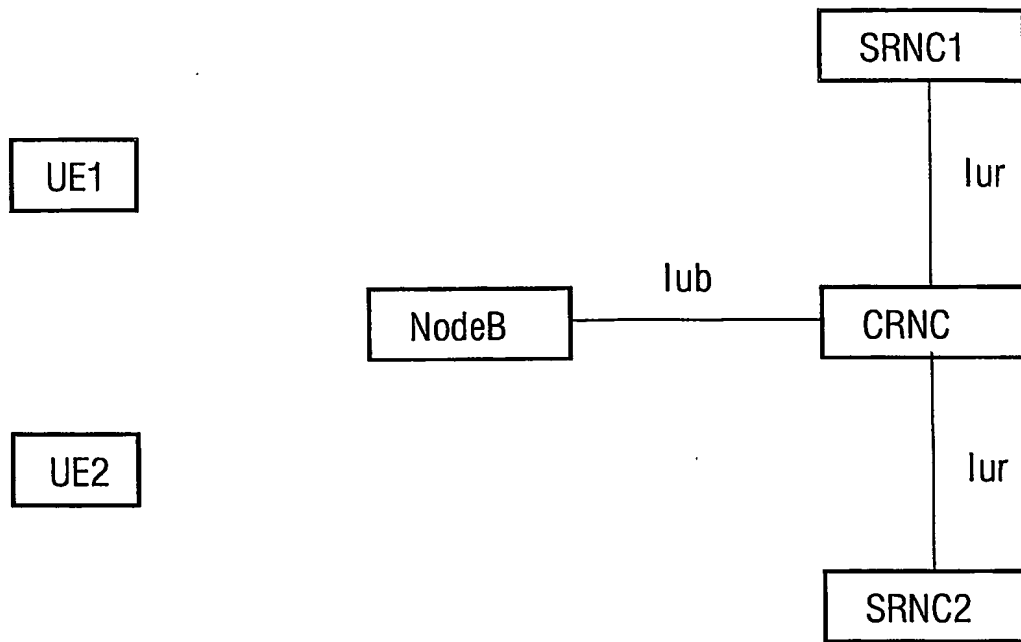 SRNC1
UE1
Iur
Iub
NodeB
CRNC
UE2
Iur
SRNC2